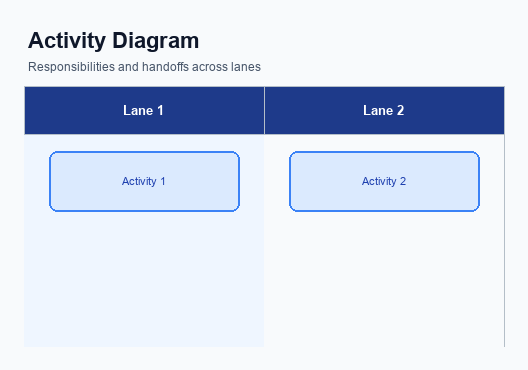 Activity Diagram
Responsibilities and handoffs across lanes
Lane 1
Lane 2
Activity 1
Activity 2